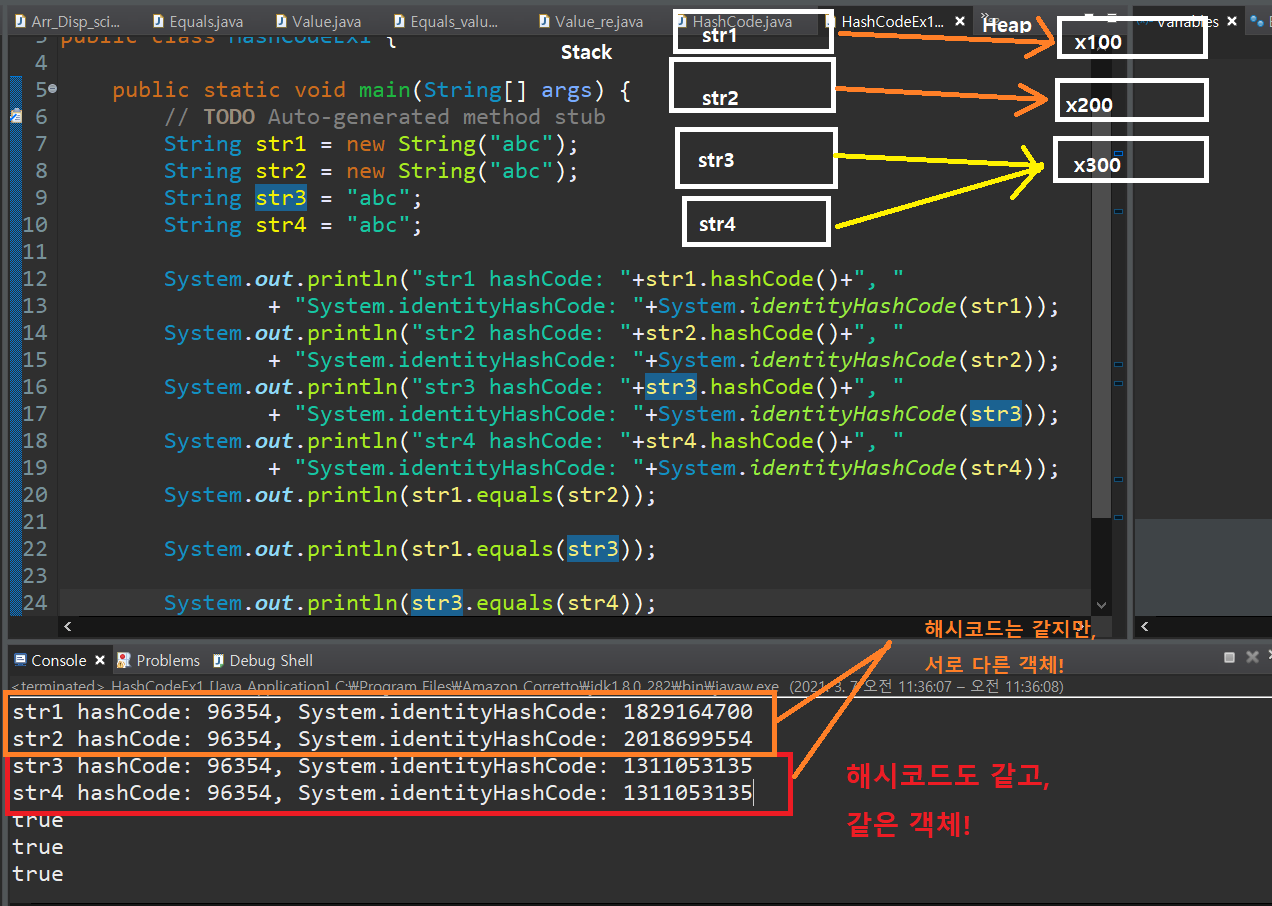 Arr_Disp_sci... Equals.java Value.java Equals_valu... Value_re.java HashCode.java HashCodeEx1... Variables
str1 Heap x100
public class HashCodeEx1 {
Stack
4
str2 x200
5 public static void main(String[] args) {
6 // TODO Auto-generated method stub
7 String str1 = new String("abc");
str3 x300
8 String str2 = new String("abc");
9 String str3 = "abc";
10 String str4 = "abc";
str4
11
12 System.out.println("str1 hashCode: "+str1.hashCode()+", "
13 + "System.identityHashCode: "+System.identityHashCode(str1));
14 System.out.println("str2 hashCode: "+str2.hashCode()+", "
15 + "System.identityHashCode: "+System.identityHashCode(str2));
16 System.out.println("str3 hashCode: "+str3.hashCode()+", "
17 + "System.identityHashCode: "+System.identityHashCode(str3));
18 System.out.println("str4 hashCode: "+str4.hashCode()+", "
19 + "System.identityHashCode: "+System.identityHashCode(str4));
20 System.out.println(str1.equals(str2));
21
22 System.out.println(str1.equals(str3));
23
24 System.out.println(str3.equals(str4));
해시코드는 같지만,
서로 다른 객체!
Console Problems Debug Shell
<terminated> HashCodeEx1 [Java Application] C:₩Program Files₩Amazon Corretto₩jdk1.8.0_282₩bin₩javaw.exe (2021. 3. 7. 오전 11:36:07 – 오전 11:36:08)
str1 hashCode: 96354, System.identityHashCode: 1829164700
str2 hashCode: 96354, System.identityHashCode: 2018699554
str3 hashCode: 96354, System.identityHashCode: 1311053135
str4 hashCode: 96354, System.identityHashCode: 1311053135
해시코드도 같고,
같은 객체!
true
true
true